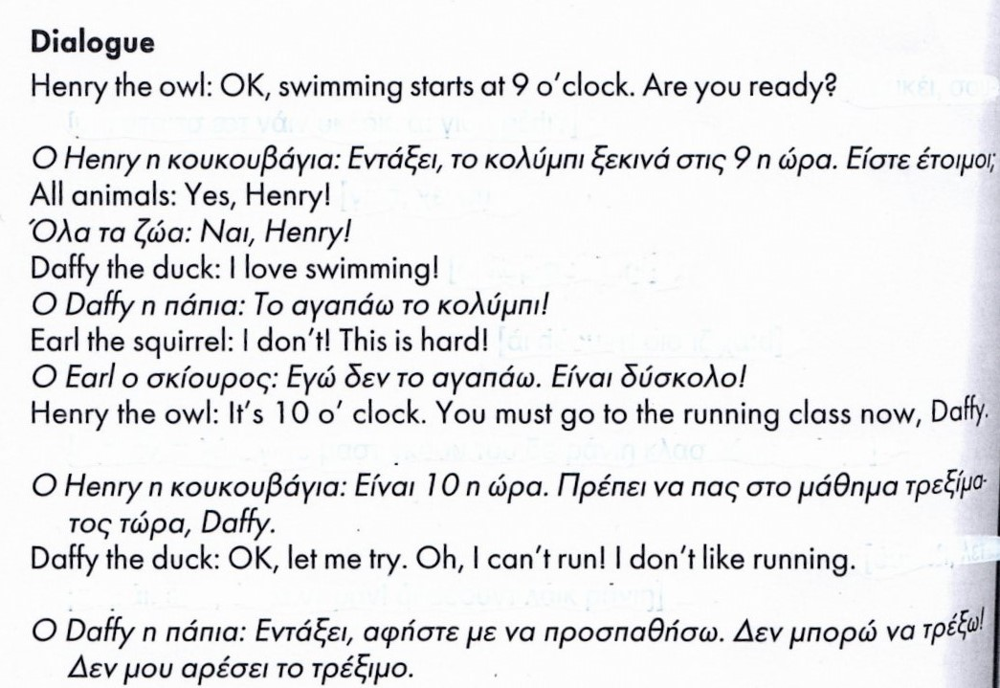 Dialogue
Henry the owl: OK, swimming starts at 9 o'clock. Are you ready?
Ο Henry η κουκουβάγια: Εντάξει, το κολύμπι ξεκινά στις 9 η ώρα. Είστε έτοιμοι;
All animals: Yes, Henry!
Όλα τα ζώα: Ναι, Henry!
Daffy the duck: I love swimming!
Ο Daffy η πάπια: Το αγαπάω το κολύμπι!
Earl the squirrel: I don't! This is hard!
Ο Earl ο σκίουρος: Εγώ δεν το αγαπάω. Είναι δύσκολο!
Henry the owl: It's 10 o' clock. You must go to the running class now, Daffy.
Ο Henry η κουκουβάγια: Είναι 10 η ώρα. Πρέπει να πας στο μάθημα τρεξίμα-
τος τώρα, Daffy.
Daffy the duck: OK, let me try. Oh, I can't run! I don't like running.
Ο Daffy η πάπια: Εντάξει, αφήστε με να προσπαθήσω. Δεν μπορώ να τρέξω!
Δεν μου αρέσει το τρέξιμο.